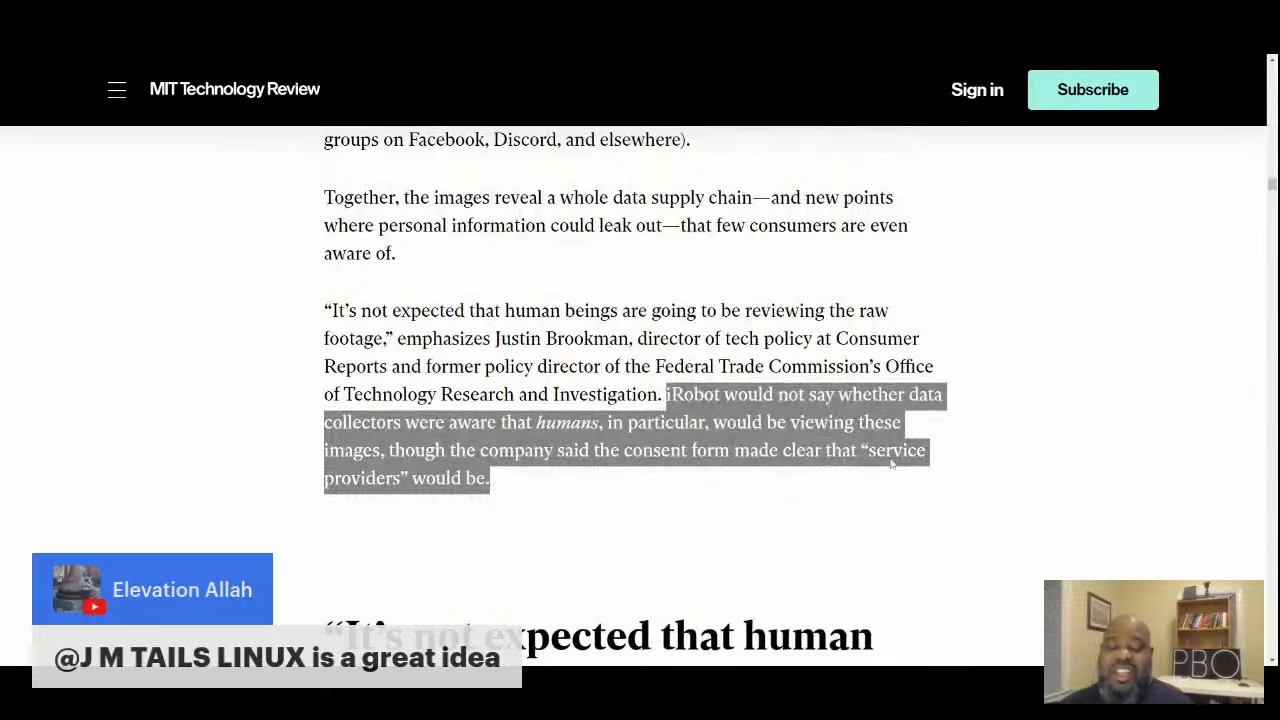 MIT Technology Review
Sign in
Subscribe
groups on Facebook, Discord, and elsewhere).
Together, the images reveal a whole data supply chain—and new points
where personal information could leak out—that few consumers are even
aware of.
“It’s not expected that human beings are going to be reviewing the raw
footage,” emphasizes Justin Brookman, director of tech policy at Consumer
Reports and former policy director of the Federal Trade Commission’s Office
of Technology Research and Investigation. iRobot would not say whether data
collectors were aware that humans, in particular, would be viewing these
images, though the company said the consent form made clear that “service
providers” would be.
“It’s not expected that human
Elevation Allah
@J M TAILS LINUX is a great idea
PBO